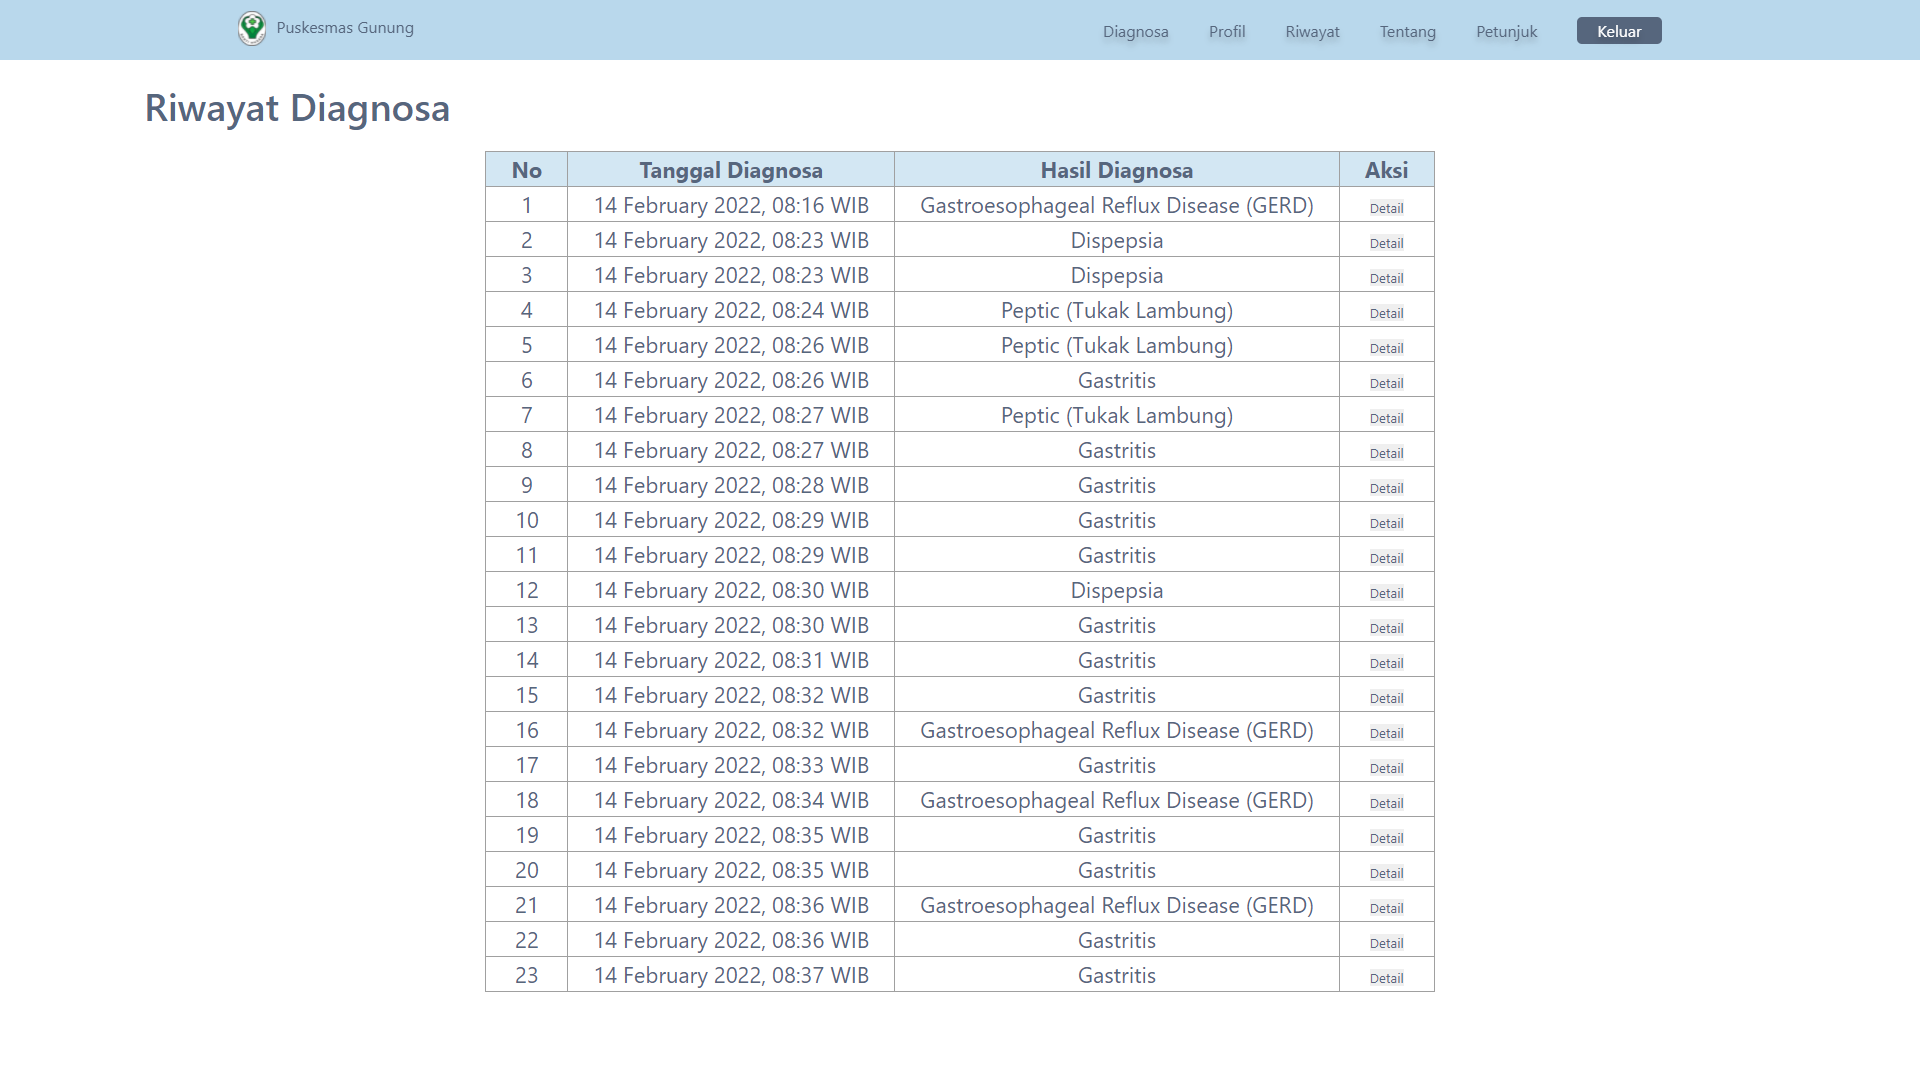 Puskesmas Gunung
Diagnosa Profil Riwayat Tentang Petunjuk Keluar
Riwayat Diagnosa
No Tanggal Diagnosa Hasil Diagnosa Aksi
1 14 February 2022, 08:16 WIB Gastroesophageal Reflux Disease (GERD) Detail
2 14 February 2022, 08:23 WIB Dispepsia Detail
3 14 February 2022, 08:23 WIB Dispepsia Detail
4 14 February 2022, 08:24 WIB Peptic (Tukak Lambung) Detail
5 14 February 2022, 08:26 WIB Peptic (Tukak Lambung) Detail
6 14 February 2022, 08:26 WIB Gastritis Detail
7 14 February 2022, 08:27 WIB Peptic (Tukak Lambung) Detail
8 14 February 2022, 08:27 WIB Gastritis Detail
9 14 February 2022, 08:28 WIB Gastritis Detail
10 14 February 2022, 08:29 WIB Gastritis Detail
11 14 February 2022, 08:29 WIB Gastritis Detail
12 14 February 2022, 08:30 WIB Dispepsia Detail
13 14 February 2022, 08:30 WIB Gastritis Detail
14 14 February 2022, 08:31 WIB Gastritis Detail
15 14 February 2022, 08:32 WIB Gastritis Detail
16 14 February 2022, 08:32 WIB Gastroesophageal Reflux Disease (GERD) Detail
17 14 February 2022, 08:33 WIB Gastritis Detail
18 14 February 2022, 08:34 WIB Gastroesophageal Reflux Disease (GERD) Detail
19 14 February 2022, 08:35 WIB Gastritis Detail
20 14 February 2022, 08:35 WIB Gastritis Detail
21 14 February 2022, 08:36 WIB Gastroesophageal Reflux Disease (GERD) Detail
22 14 February 2022, 08:36 WIB Gastritis Detail
23 14 February 2022, 08:37 WIB Gastritis Detail